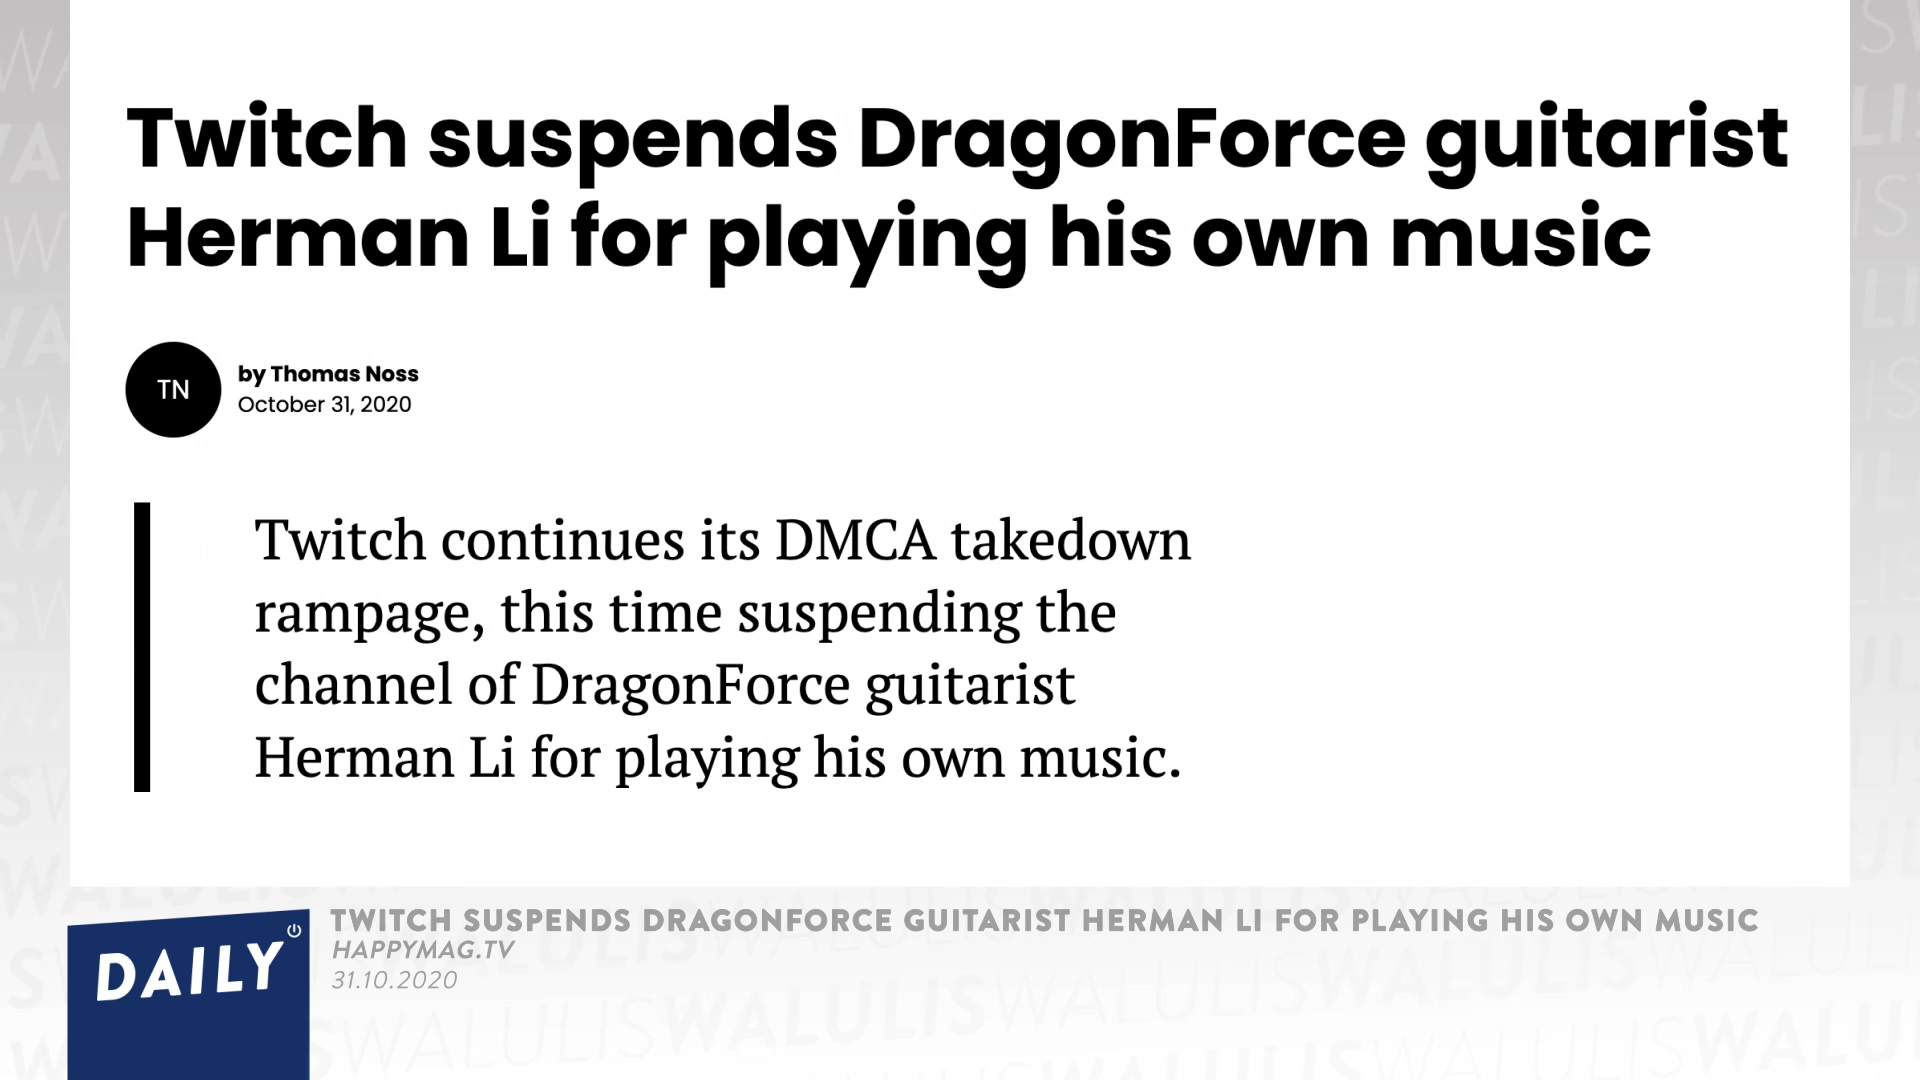 Twitch suspends DragonForce guitarist
Herman Li for playing his own music
TN
by Thomas Noss
October 31, 2020
Twitch continues its DMCA takedown
rampage, this time suspending the
channel of DragonForce guitarist
Herman Li for playing his own music.
DAILY
TWITCH SUSPENDS DRAGONFORCE GUITARIST HERMAN LI FOR PLAYING HIS OWN MUSIC
HAPPYMAG.TV
31.10.2020
WALULISWALULISWALULISWALULISWALULIS